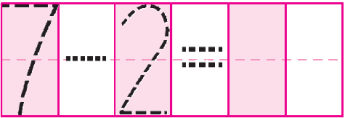 7 - 2 =